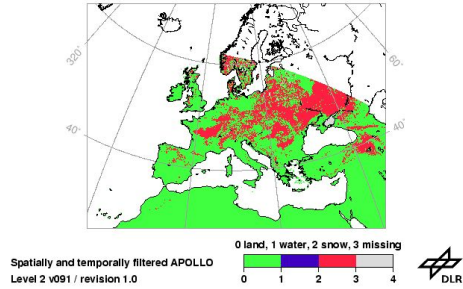 320°
60°
40°
40°
0 land, 1 water, 2 snow, 3 missing
Spatially and temporally filtered APOLLO
Level 2 v091 / revision 1.0
0 1 2 3 4
DLR